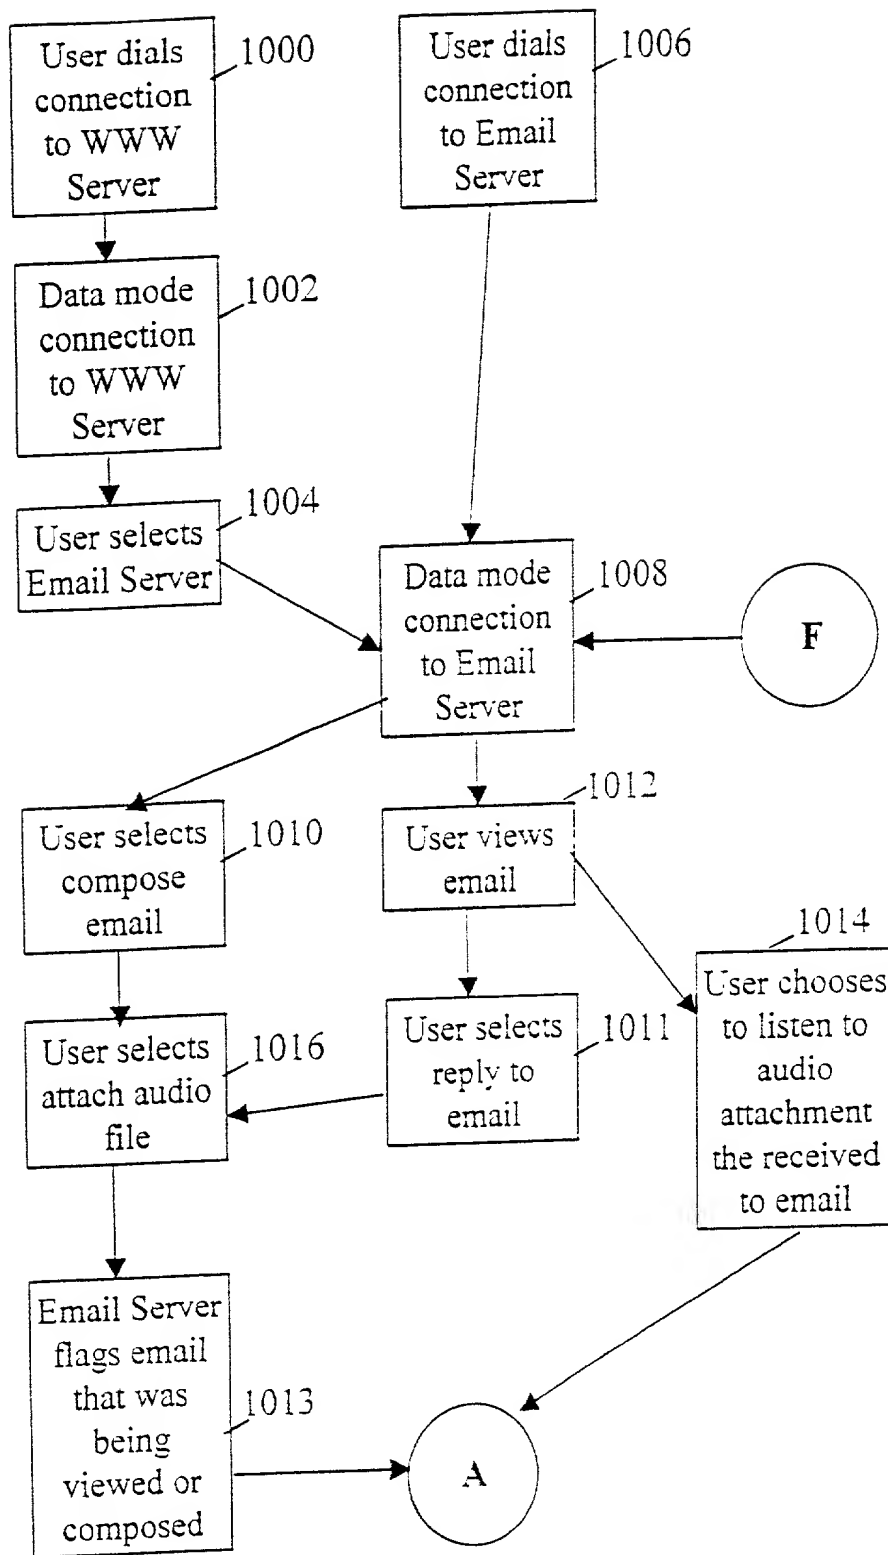 User dials
connection
to WWW
Server
1000
User dials
connection
to Email
Server
1006
Data mode
connection
to WWW
Server
1002
User selects
Email Server
1004
Data mode
connection
to Email
Server
1008
F
User selects
compose
email
1010
User views
email
1012
User chooses
to listen to
audio
attachment
the received
to email
1014
User selects
attach audio
file
1016
User selects
reply to
email
1011
Email Server
flags email
that was
being
viewed or
composed
1013
A